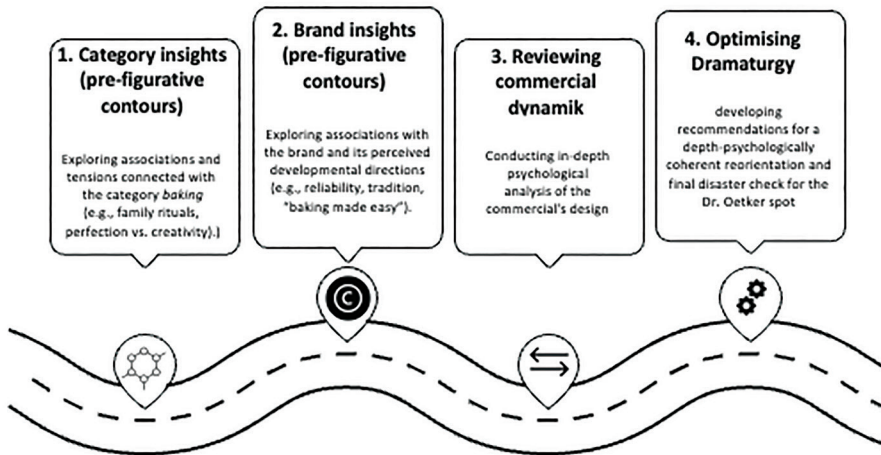 1. Category insights
(pre-figurative
contours)
Exploring associations and
tensions connected with
the category baking
(e.g., family rituals,
perfection vs. creativity).)
2. Brand insights
(pre-figurative
contours)
Exploring associations with
the brand and its perceived
developmental directions
(e.g., reliability, tradition,
"baking made easy").
3. Reviewing
commercial
dynamik
Conducting in-depth
psychological
analysis of the
commercial's design
4. Optimising
Dramaturgy
developing
recommendations for a
depth-psychologically
coherent reorientation and
final disaster check for the
Dr. Oetker spot
C